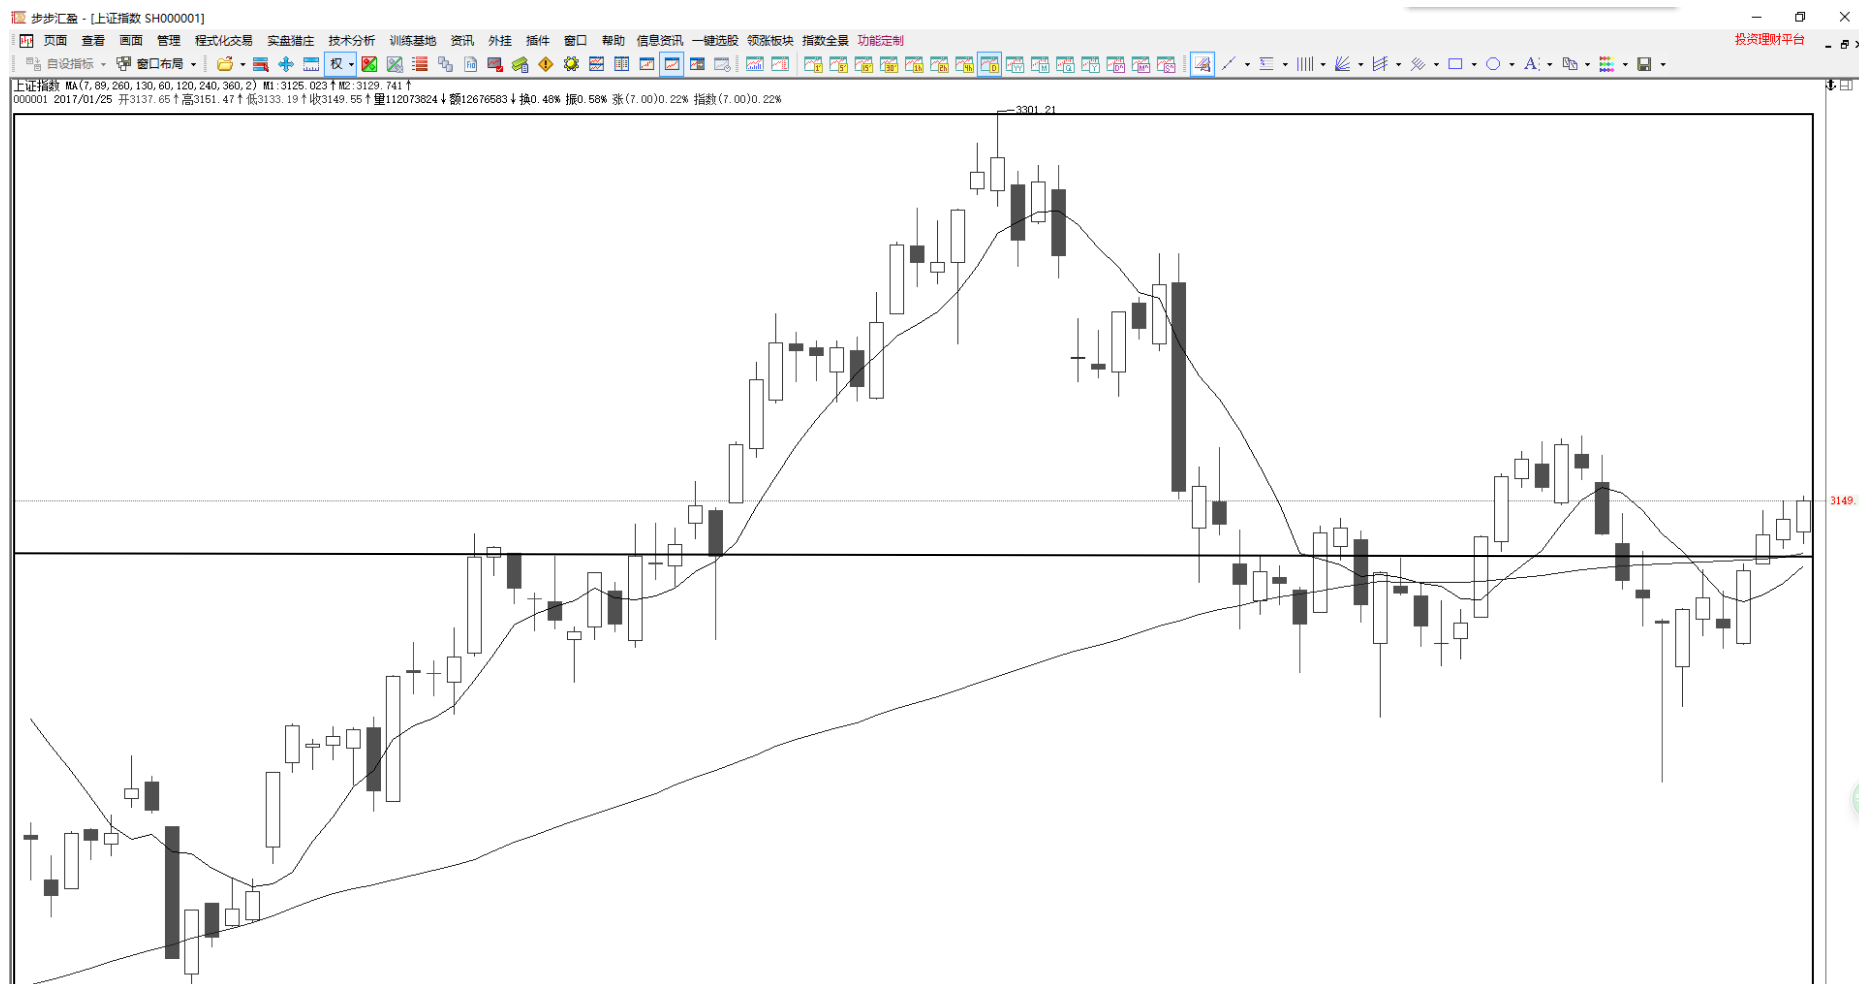 步步汇盈 - [上证指数 SH000001]
页面 查看 画面 管理 程式化交易 实盘猎庄 技术分析 训练基地 资讯 外挂 插件 窗口 帮助 信息资讯 一键选股 领涨板块 指数全景 功能定制
投资理财平台
自设指标 窗口布局 权
上证指数 MA(7,89,260,130,60,120,240,360,2) M1:3125.023↑M2:3129.741↑
000001 2017/01/25 开3137.65↑高3151.47↑低3133.19↑收3149.55↑量112073824↓额12676583↓换0.48% 振0.58% 涨(7.00)0.22% 指数(7.00)0.22%
3301.21
3149.